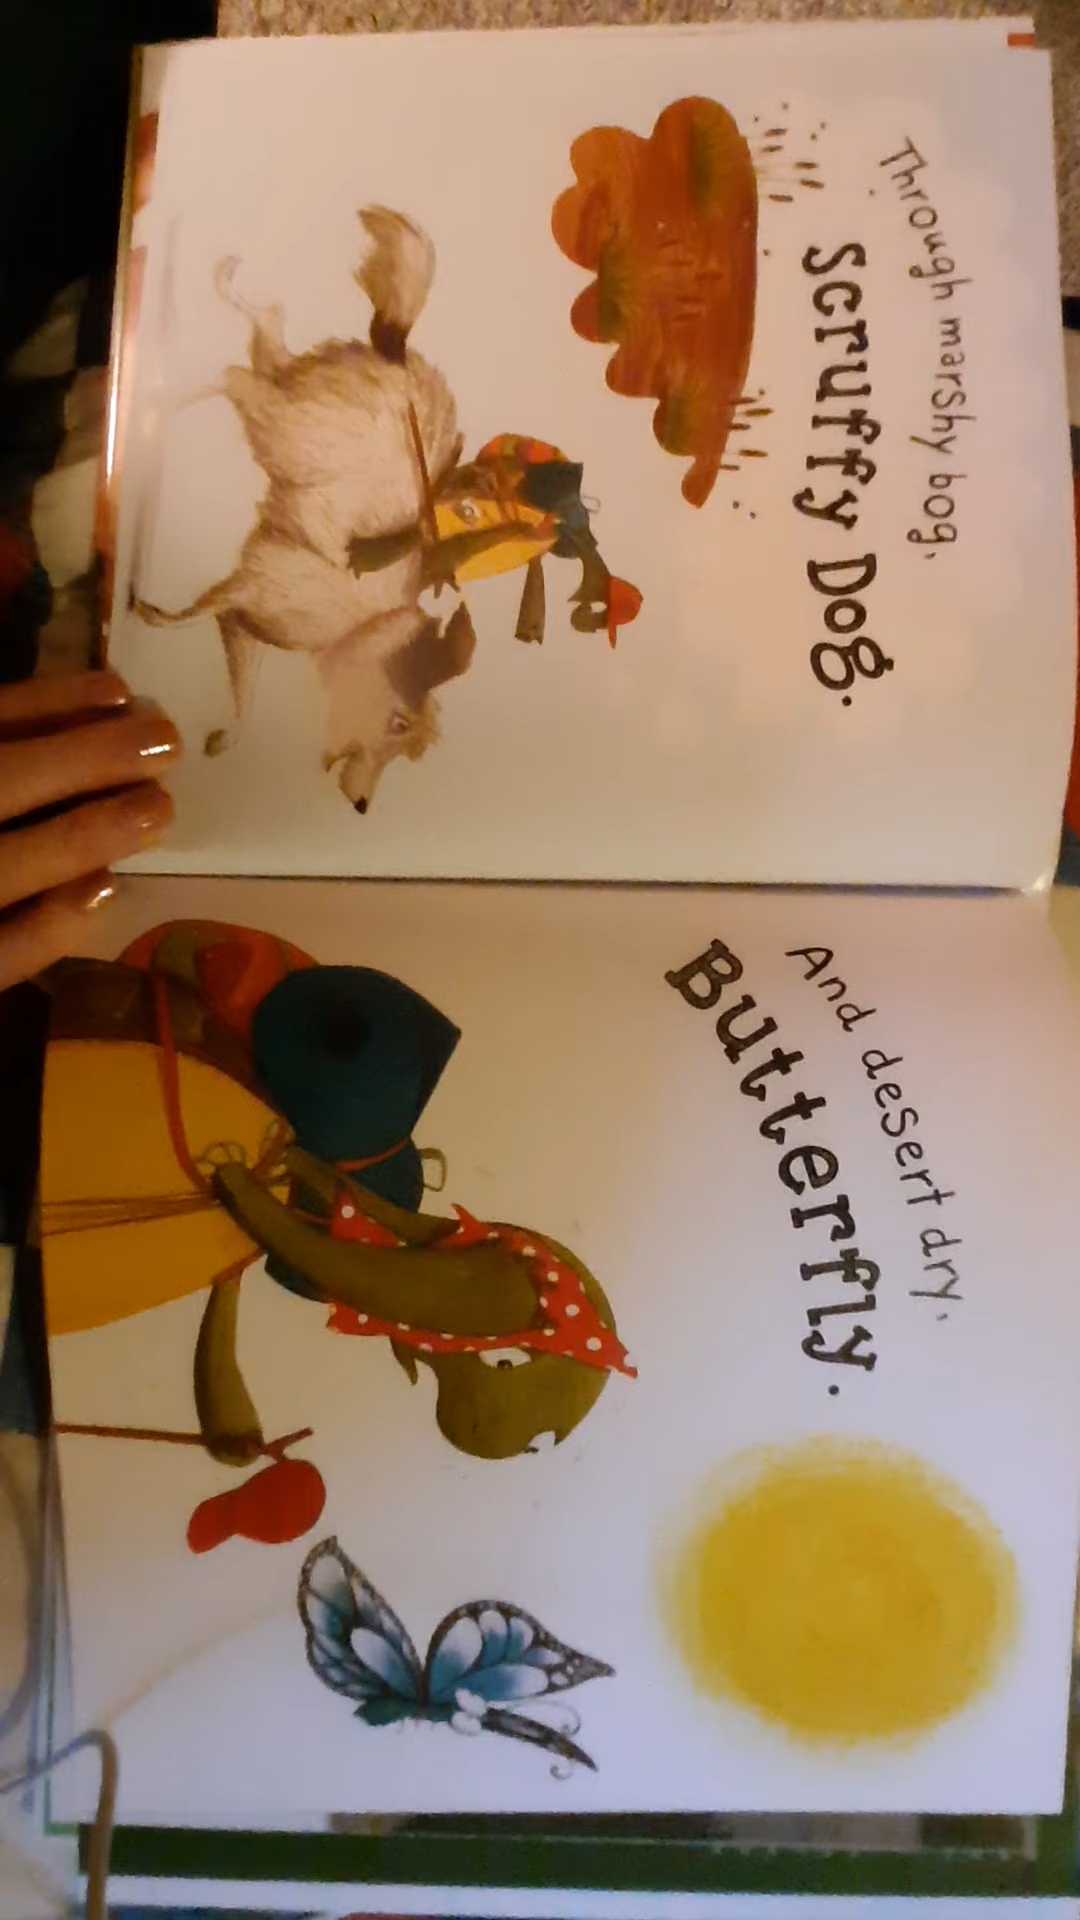 Through marshy bog,
Scruffy Dog.
And desert dry,
Butterfly.